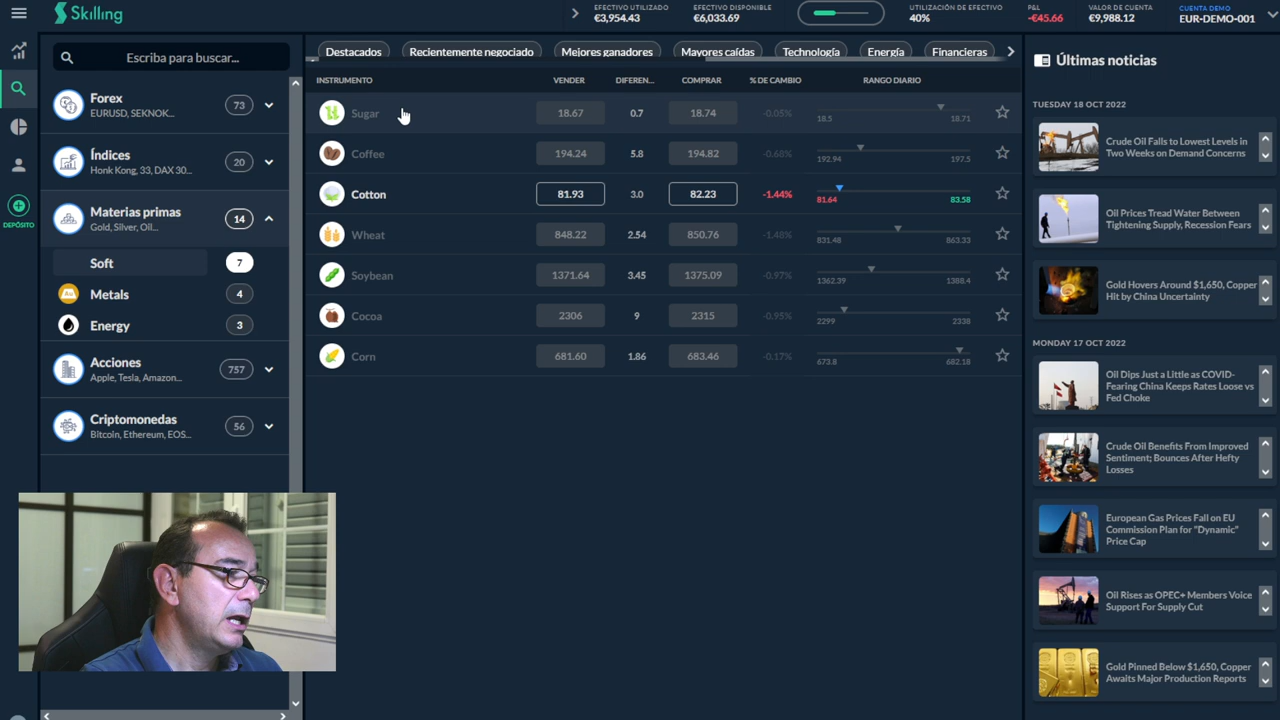 Skilling
EFECTIVO UTILIZADO
€3,954.43
EFECTIVO DISPONIBLE
€6,033.69
UTILIZACIÓN DE EFECTIVO
40%
P&L
-€45.66
VALOR DE CUENTA
€9,988.12
CUENTA DEMO
EUR-DEMO-001
Escriba para buscar...
DEPÓSITO
Forex
EURUSD, SEKNOK...
73
Índices
Honk Kong, 33, DAX 30...
20
Materias primas
Gold, Silver, Oil...
14
Soft
7
Au
Metals
4
Energy
3
Acciones
Apple, Tesla, Amazon...
757
Criptomonedas
Bitcoin, Ethereum, EOS...
56
Destacados Recientemente negociado Mejores ganadores Mayores caídas Tecnología Energía Financieras
INSTRUMENTO VENDER DIFEREN... COMPRAR % DE CAMBIO RANGO DIARIO
Sugar 18.67 0.7 18.74 -0.05% 18.5 18.71
Coffee 194.24 5.8 194.82 -0.68% 192.94 197.5
Cotton 81.93 3.0 82.23 -1.44% 81.64 83.58
Wheat 848.22 2.54 850.76 -1.48% 831.48 863.33
Soybean 1371.64 3.45 1375.09 -0.97% 1362.39 1388.4
Cocoa 2306 9 2315 -0.95% 2299 2338
Corn 681.60 1.86 683.46 -0.17% 673.8 682.18
Últimas noticias
TUESDAY 18 OCT 2022
Crude Oil Falls to Lowest Levels in
Two Weeks on Demand Concerns
Oil Prices Tread Water Between
Tightening Supply, Recession Fears
Gold Hovers Around $1,650, Copper
Hit by China Uncertainty
MONDAY 17 OCT 2022
Oil Dips Just a Little as COVID-
Fearing China Keeps Rates Loose vs
Fed Choke
Crude Oil Benefits From Improved
Sentiment; Bounces After Hefty
Losses
European Gas Prices Fall on EU
Commission Plan for "Dynamic"
Price Cap
Oil Rises as OPEC+ Members Voice
Support For Supply Cut
Gold Pinned Below $1,650, Copper
Awaits Major Production Reports